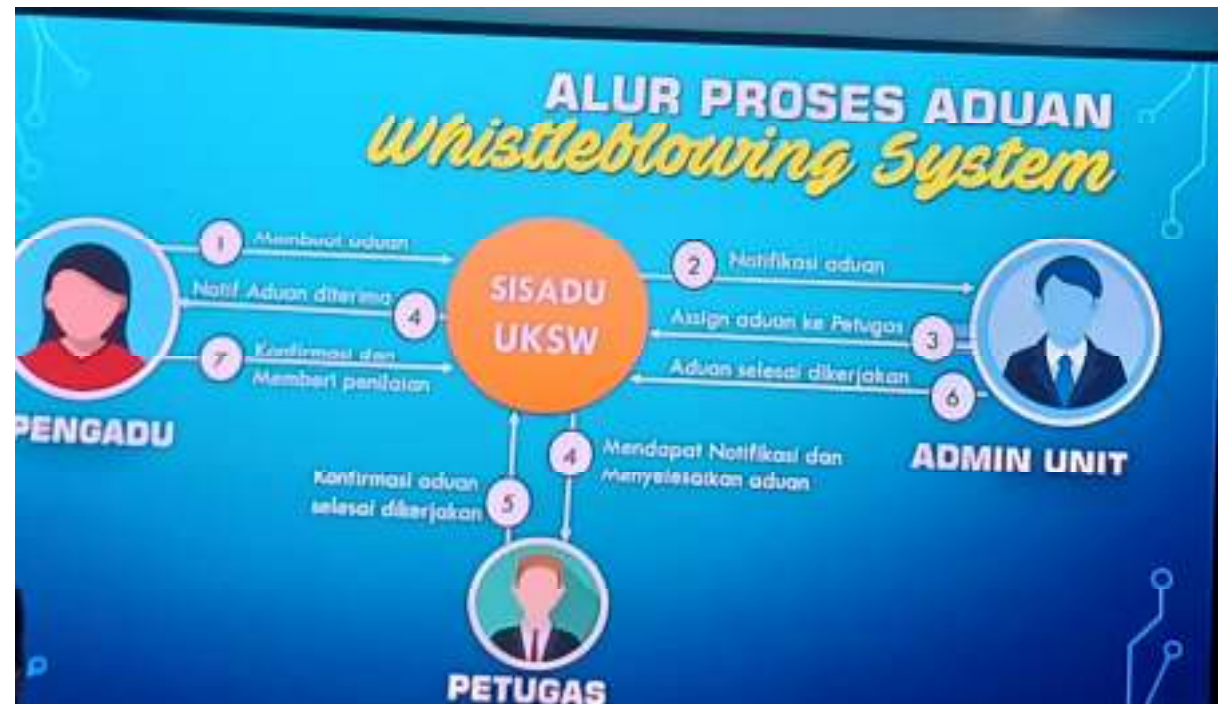 ALUR PROSES ADUAN
Whistleblowing System
1 Membuat aduan
Notif Aduan diterima 4
7 Konfirmasi dan
Memberi penilaian
PENGADU
SISADU
UKSW
2 Notifikasi aduan
Assign aduan ke Petugas 3
Aduan selesai dikerjakan
6
ADMIN UNIT
4 Mendapat Notifikasi dan
Menyelesaikan aduan
Konfirmasi aduan
selesai dikerjakan 5
PETUGAS